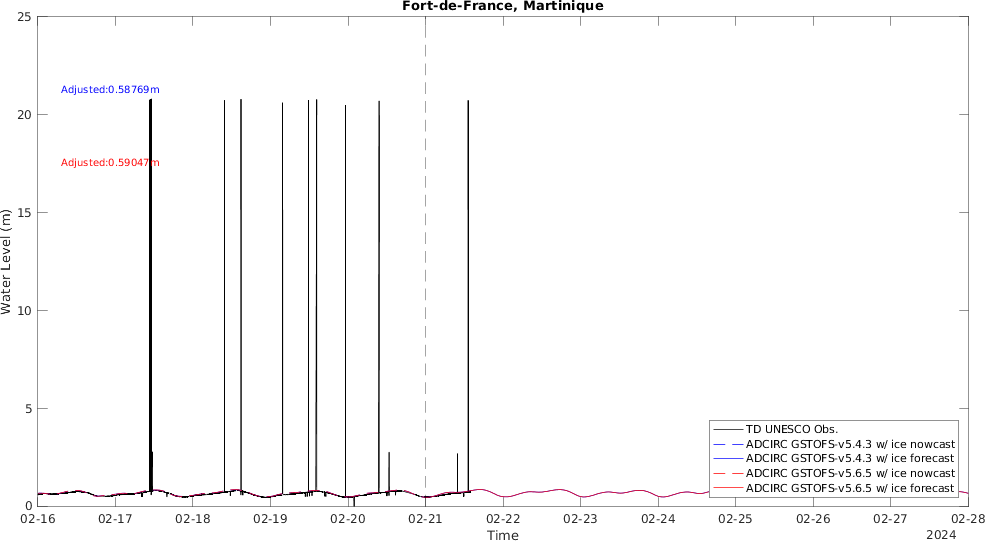 Fort-de-France, Martinique
25
20
15
10
5
0
Water Level (m)
Adjusted:0.58769m
Adjusted:0.59047m
TD UNESCO Obs.
ADCIRC GSTOFS-v5.4.3 w/ ice nowcast
ADCIRC GSTOFS-v5.4.3 w/ ice forecast
ADCIRC GSTOFS-v5.6.5 w/ ice nowcast
ADCIRC GSTOFS-v5.6.5 w/ ice forecast
02-16 02-17 02-18 02-19 02-20 02-21 02-22 02-23 02-24 02-25 02-26 02-27 02-28
Time
2024